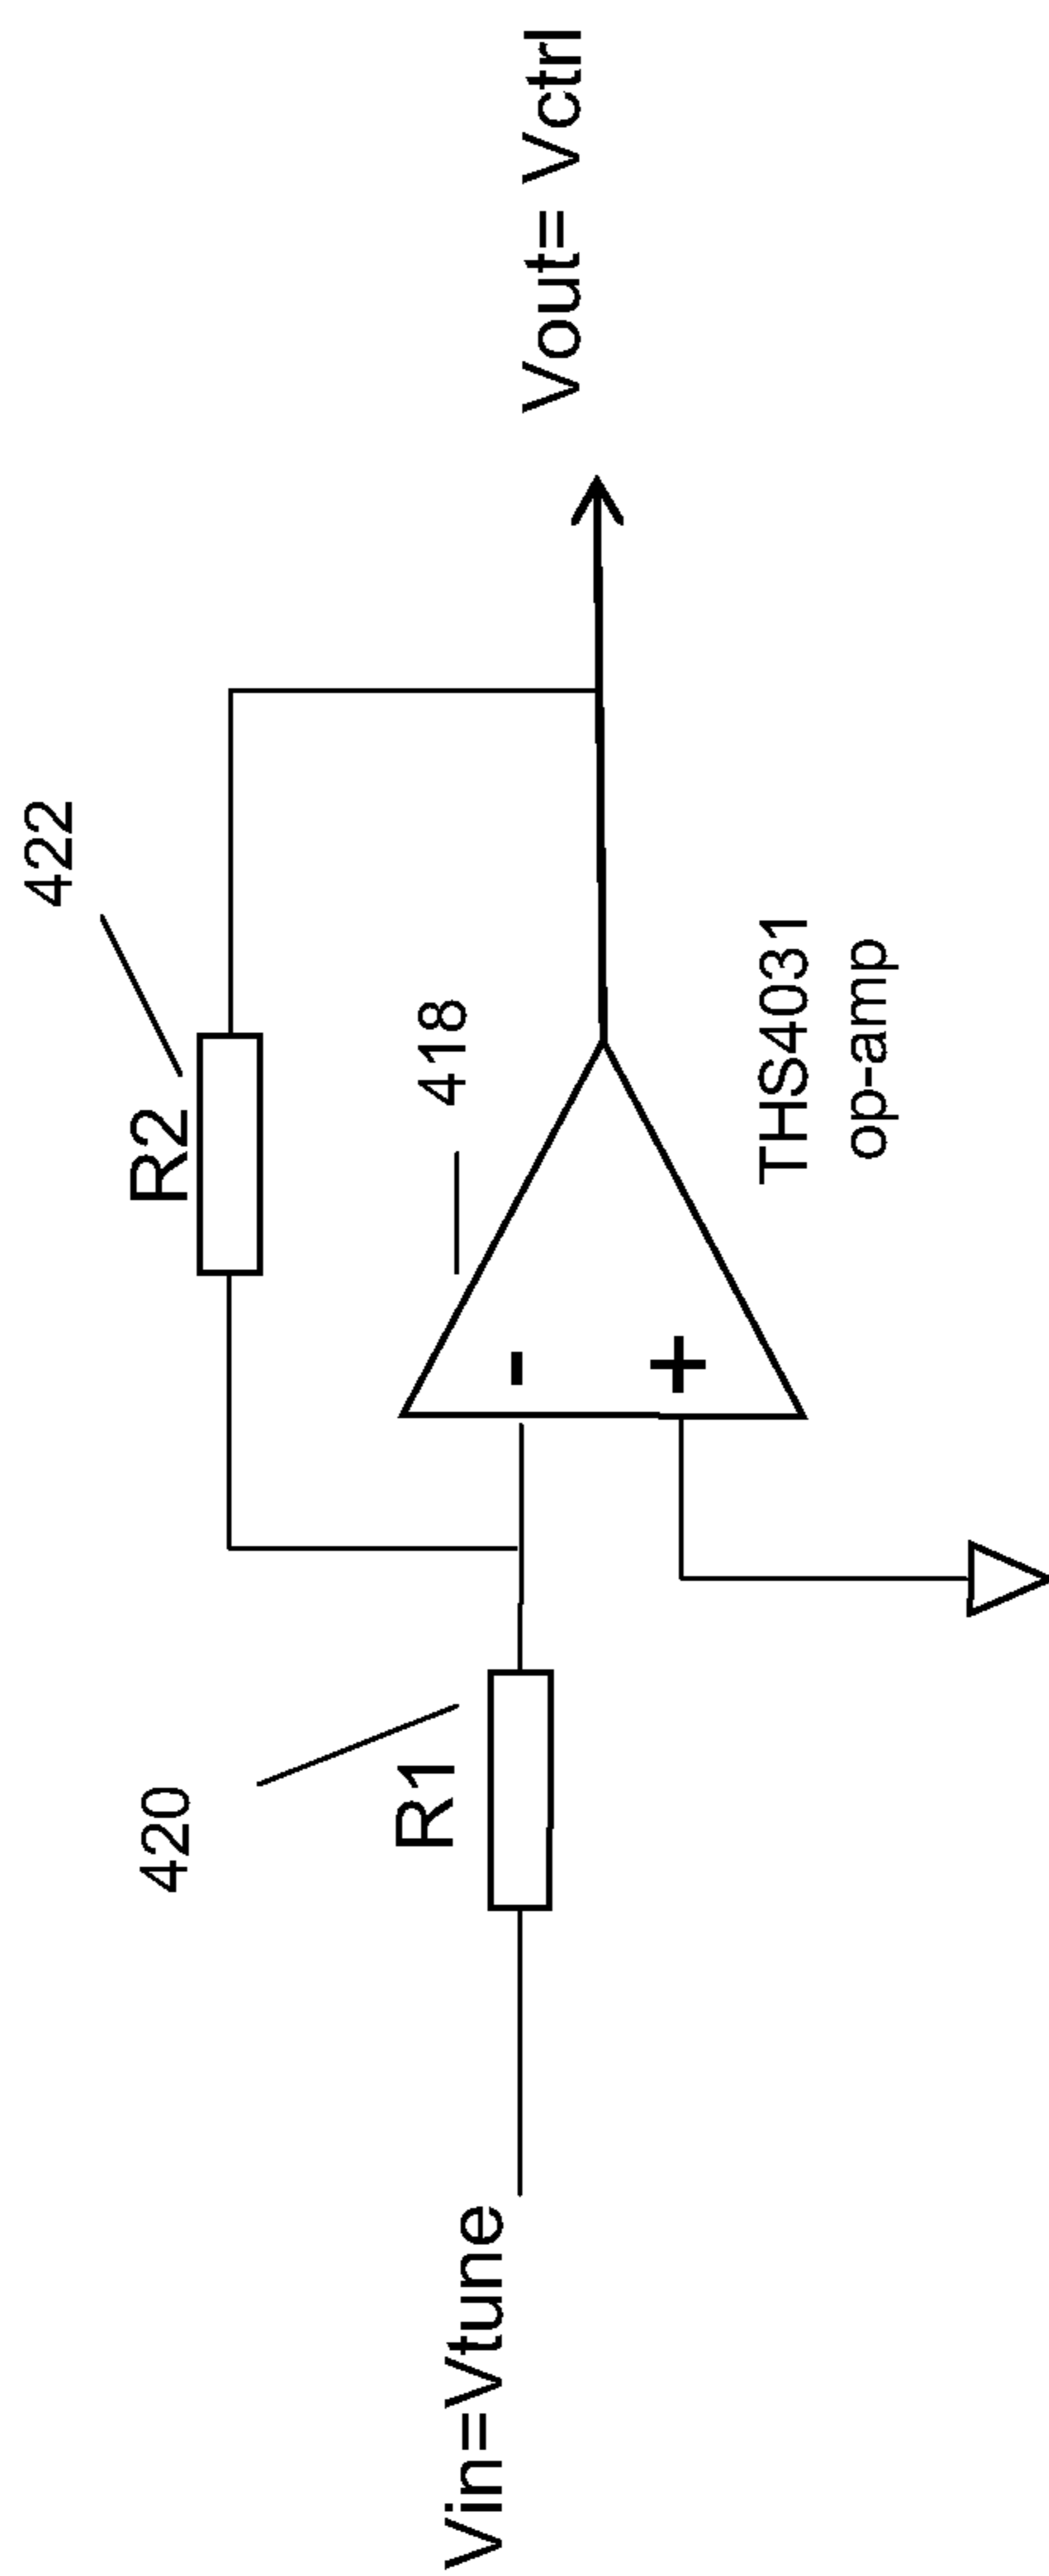 422
R2
418
420
R1
-
+
Vin=Vtune
Vout= Vctrl
THS4031
op-amp